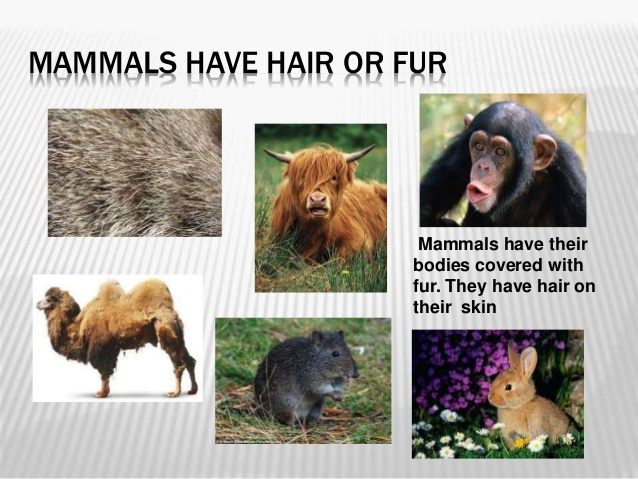 MAMMALS HAVE HAIR OR FUR
Mammals have their
bodies covered with
fur. They have hair on
their skin